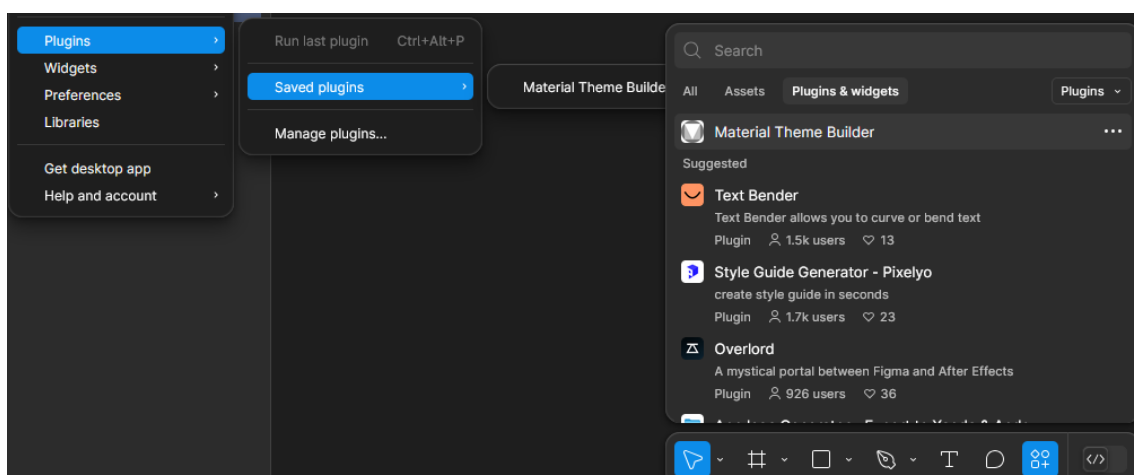 Plugins
Widgets
Preferences
Libraries
Get desktop app
Help and account
Run last plugin Ctrl+Alt+P
Saved plugins
Manage plugins...
Material Theme Builde
Search
All Assets Plugins & widgets Plugins
Material Theme Builder
Suggested
Text Bender
Text Bender allows you to curve or bend text
Plugin 1.5k users 13
Style Guide Generator - Pixelyo
create style guide in seconds
Plugin 1.7k users 23
Overlord
A mystical portal between Figma and After Effects
Plugin 926 users 36